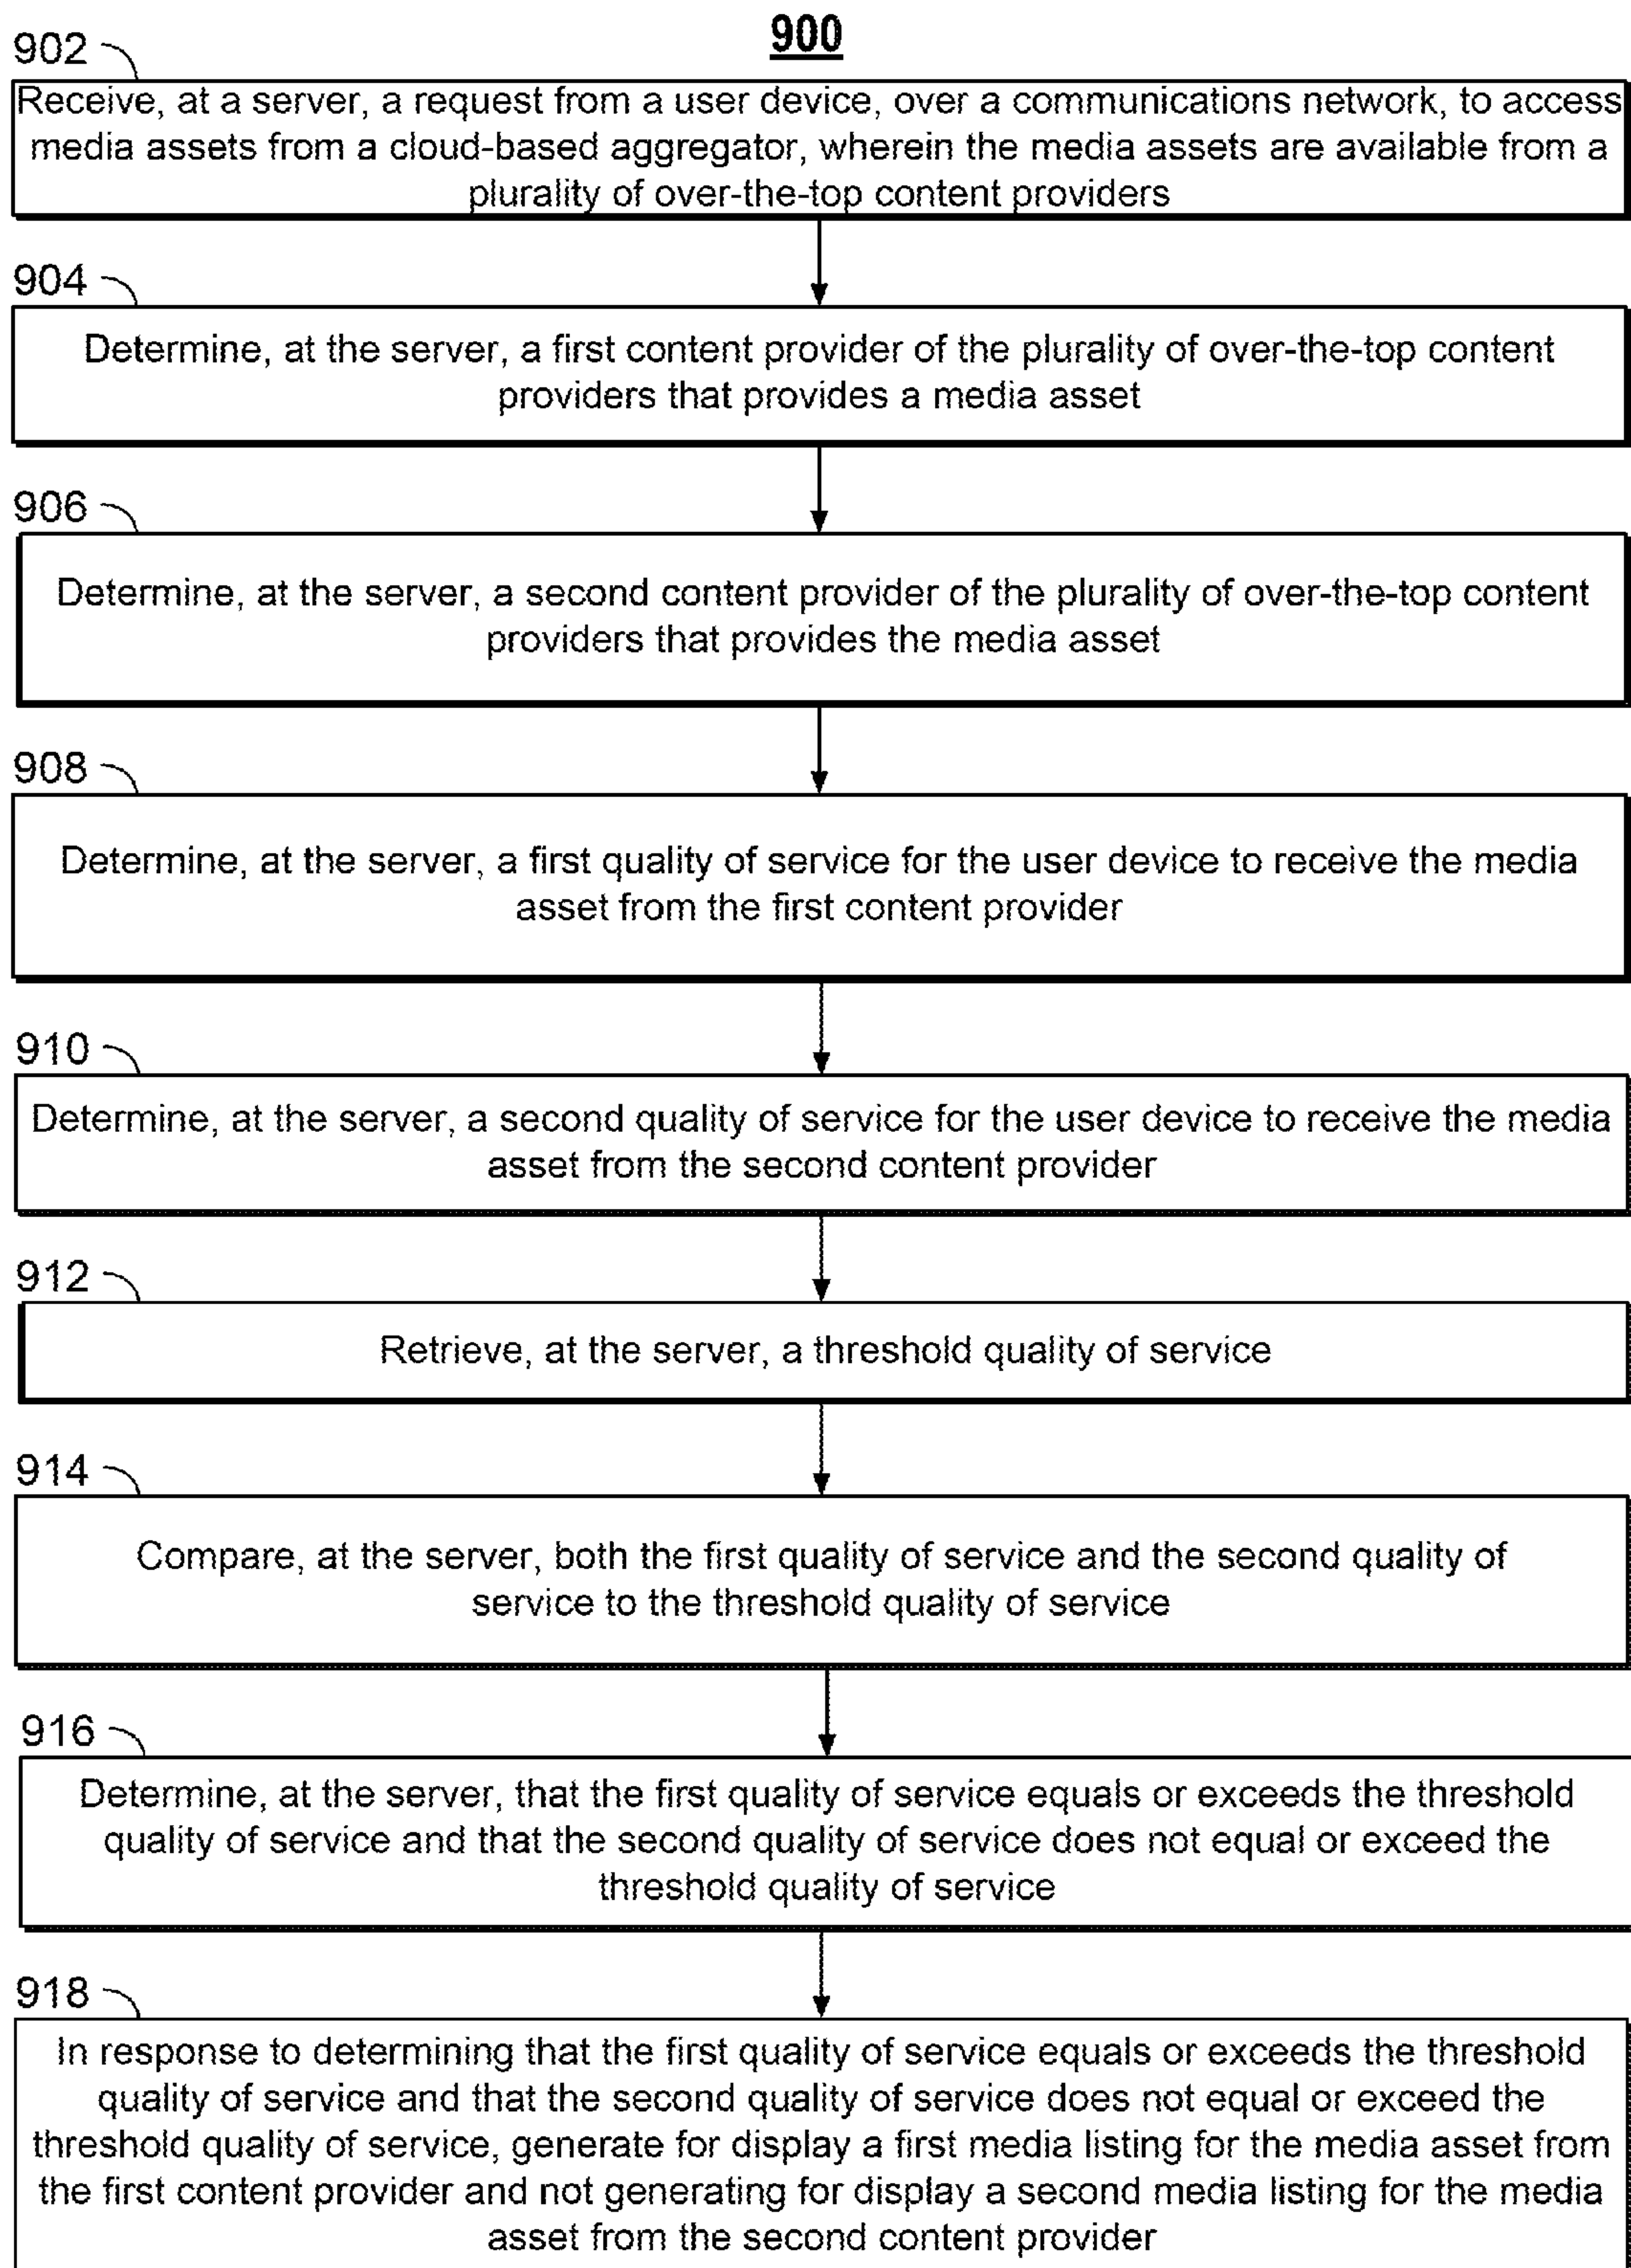 900
902
Receive, at a server, a request from a user device, over a communications network, to access
media assets from a cloud-based aggregator, wherein the media assets are available from a
plurality of over-the-top content providers
904
Determine, at the server, a first content provider of the plurality of over-the-top content
providers that provides a media asset
906
Determine, at the server, a second content provider of the plurality of over-the-top content
providers that provides the media asset
908
Determine, at the server, a first quality of service for the user device to receive the media
asset from the first content provider
910
Determine, at the server, a second quality of service for the user device to receive the media
asset from the second content provider
912
Retrieve, at the server, a threshold quality of service
914
Compare, at the server, both the first quality of service and the second quality of
service to the threshold quality of service
916
Determine, at the server, that the first quality of service equals or exceeds the threshold
quality of service and that the second quality of service does not equal or exceed the
threshold quality of service
918
In response to determining that the first quality of service equals or exceeds the threshold
quality of service and that the second quality of service does not equal or exceed the
threshold quality of service, generate for display a first media listing for the media asset from
the first content provider and not generating for display a second media listing for the media
asset from the second content provider